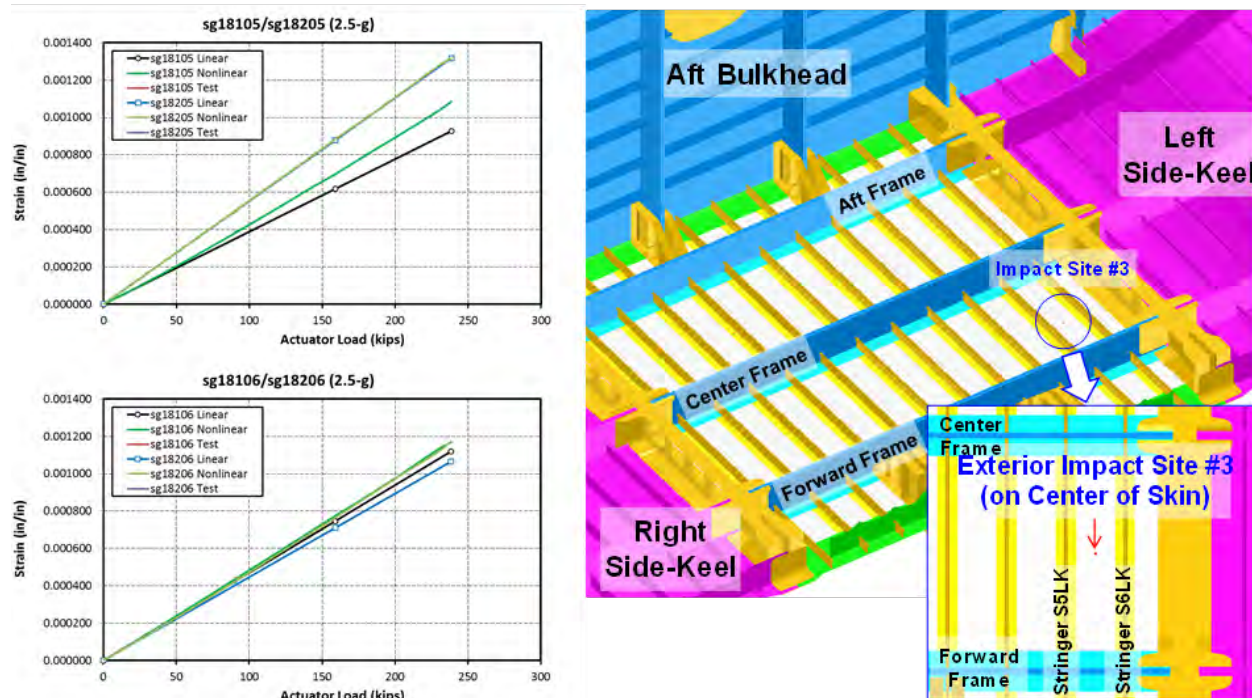 sg18105/sg18205 (2.5-g)
0.001400
0.001200
0.001000
0.000800
0.000600
0.000400
0.000200
0.000000
Strain (in/in)
sg18105 Linear
sg18105 Nonlinear
sg18105 Test
sg18205 Linear
sg18205 Nonlinear
sg18205 Test
0 50 100 150 200 250 300
Actuator Load (kips)
sg18106/sg18206 (2.5-g)
0.001400
0.001200
0.001000
0.000800
0.000600
0.000400
0.000200
0.000000
Strain (in/in)
sg18106 Linear
sg18106 Nonlinear
sg18106 Test
sg18206 Linear
sg18206 Nonlinear
sg18206 Test
0 50 100 150 200 250 300
Actuator Load (kips)
Aft Bulkhead
Left
Side-Keel
Aft Frame
Impact Site #3
Center Frame
Forward Frame
Right
Side-Keel
Center
Frame
Exterior Impact Site #3
(on Center of Skin)
Stringer S5LK
Stringer S6LK
Forward
Frame